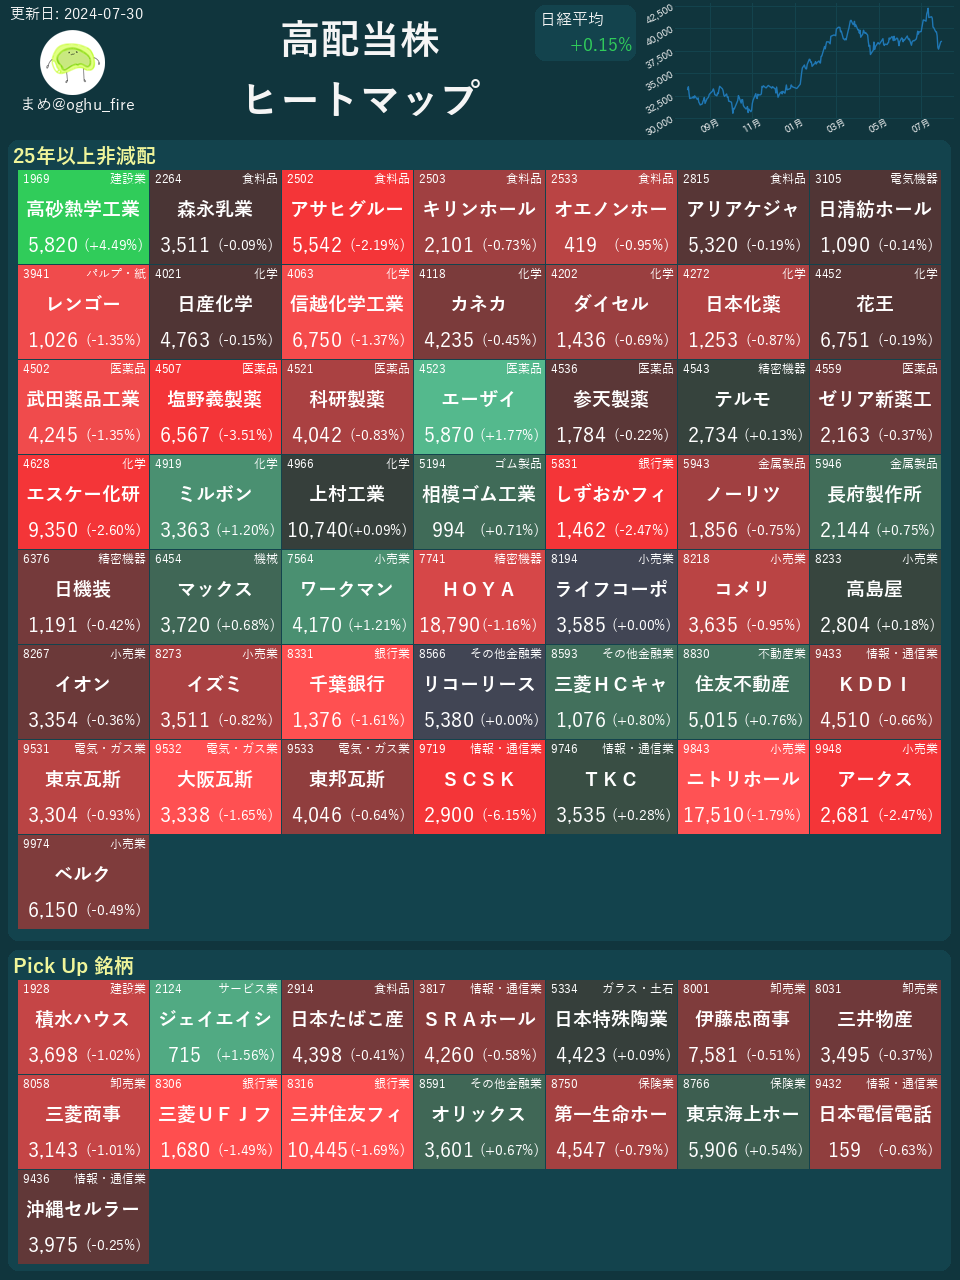 更新日: 2024-07-30
まめ@oghu_fire
高配当株
ヒートマップ
日経平均
+0.15%
42,500
40,000
37,500
35,000
32,500
30,000
09月 11月 01月 03月 05月 07月
25年以上非減配
1969 建設業 2264 食料品 2502 食料品 2503 食料品 2533 食料品 2815 食料品 3105 電気機器
高砂熱学工業 森永乳業 アサヒグルー キリンホール オエノンホー アリアケジャ 日清紡ホール
5,820 (+4.49%) 3,511 (-0.09%) 5,542 (-2.19%) 2,101 (-0.73%) 419 (-0.95%) 5,320 (-0.19%) 1,090 (-0.14%)
3941 パルプ・紙 4021 化学 4063 化学 4118 化学 4202 化学 4272 化学 4452 化学
レンゴー 日産化学 信越化学工業 カネカ ダイセル 日本化薬 花王
1,026 (-1.35%) 4,763 (-0.15%) 6,750 (-1.37%) 4,235 (-0.45%) 1,436 (-0.69%) 1,253 (-0.87%) 6,751 (-0.19%)
4502 医薬品 4507 医薬品 4521 医薬品 4523 医薬品 4536 医薬品 4543 精密機器 4559 医薬品
武田薬品工業 塩野義製薬 科研製薬 エーザイ 参天製薬 テルモ ゼリア新薬工
4,245 (-1.35%) 6,567 (-3.51%) 4,042 (-0.83%) 5,870 (+1.77%) 1,784 (-0.22%) 2,734 (+0.13%) 2,163 (-0.37%)
4628 化学 4919 化学 4966 化学 5194 ゴム製品 5831 銀行業 5943 金属製品 5946 金属製品
エスケー化研 ミルボン 上村工業 相模ゴム工業 しずおかフィ ノーリツ 長府製作所
9,350 (-2.60%) 3,363 (+1.20%) 10,740(+0.09%) 994 (+0.71%) 1,462 (-2.47%) 1,856 (-0.75%) 2,144 (+0.75%)
6376 精密機器 6454 機械 7564 小売業 7741 精密機器 8194 小売業 8218 小売業 8233 小売業
日機装 マックス ワークマン ＨＯＹＡ ライフコーポ コメリ 高島屋
1,191 (-0.42%) 3,720 (+0.68%) 4,170 (+1.21%) 18,790(-1.16%) 3,585 (+0.00%) 3,635 (-0.95%) 2,804 (+0.18%)
8267 小売業 8273 小売業 8331 銀行業 8566 その他金融業 8593 その他金融業 8830 不動産業 9433 情報・通信業
イオン イズミ 千葉銀行 リコーリース 三菱ＨＣキャ 住友不動産 ＫＤＤＩ
3,354 (-0.36%) 3,511 (-0.82%) 1,376 (-1.61%) 5,380 (+0.00%) 1,076 (+0.80%) 5,015 (+0.76%) 4,510 (-0.66%)
9531 電気・ガス業 9532 電気・ガス業 9533 電気・ガス業 9719 情報・通信業 9746 情報・通信業 9843 小売業 9948 小売業
東京瓦斯 大阪瓦斯 東邦瓦斯 ＳＣＳＫ ＴＫＣ ニトリホール アークス
3,304 (-0.93%) 3,338 (-1.65%) 4,046 (-0.64%) 2,900 (-6.15%) 3,535 (+0.28%) 17,510(-1.79%) 2,681 (-2.47%)
9974 小売業
ベルク
6,150 (-0.49%)
Pick Up 銘柄
1928 建設業 2124 サービス業 2914 食料品 3817 情報・通信業 5334 ガラス・土石 8001 卸売業 8031 卸売業
積水ハウス ジェイエイシ 日本たばこ産 ＳＲＡホール 日本特殊陶業 伊藤忠商事 三井物産
3,698 (-1.02%) 715 (+1.56%) 4,398 (-0.41%) 4,260 (-0.58%) 4,423 (+0.09%) 7,581 (-0.51%) 3,495 (-0.37%)
8058 卸売業 8306 銀行業 8316 銀行業 8591 その他金融業 8750 保険業 8766 保険業 9432 情報・通信業
三菱商事 三菱ＵＦＪフ 三井住友フィ オリックス 第一生命ホー 東京海上ホー 日本電信電話
3,143 (-1.01%) 1,680 (-1.49%) 10,445(-1.69%) 3,601 (+0.67%) 4,547 (-0.79%) 5,906 (+0.54%) 159 (-0.63%)
9436 情報・通信業
沖縄セルラー
3,975 (-0.25%)